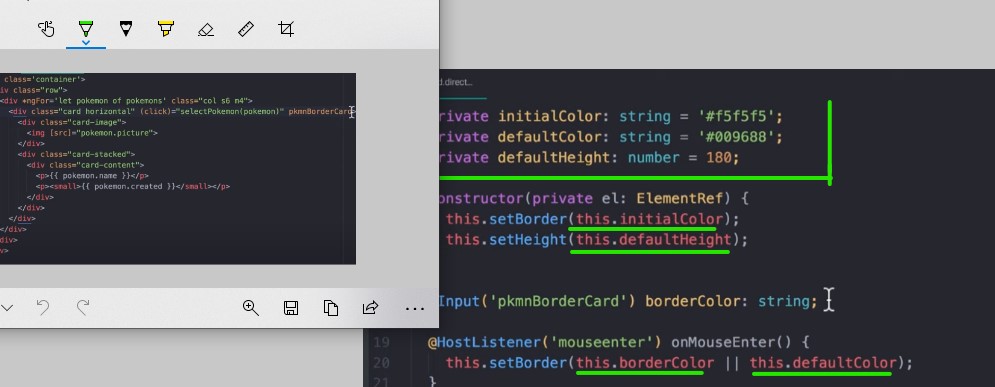 class='container'>
iv class="row">
<div *ngFor='let pokemon of pokemons' class="col s6 m4">
<div class="card horizontal" (click)="selectPokemon(pokemon)" pkmnBorderCard
<div class="card-image">
<img [src]="pokemon.picture">
</div>
<div class="card-stacked">
<div class="card-content">
<p>{{ pokemon.name }}</p>
<p><small>{{ pokemon.created }}</small></p>
</div>
</div>
</div>
</div>
div>
v>
d.direct...
rivate initialColor: string = '#f5f5f5';
rivate defaultColor: string = '#009688';
rivate defaultHeight: number = 180;
onstructor(private el: ElementRef) {
this.setBorder(this.initialColor);
this.setHeight(this.defaultHeight);
Input('pkmnBorderCard') borderColor: string;
19 @HostListener('mouseenter') onMouseEnter() {
20 this.setBorder(this.borderColor || this.defaultColor);
21 }